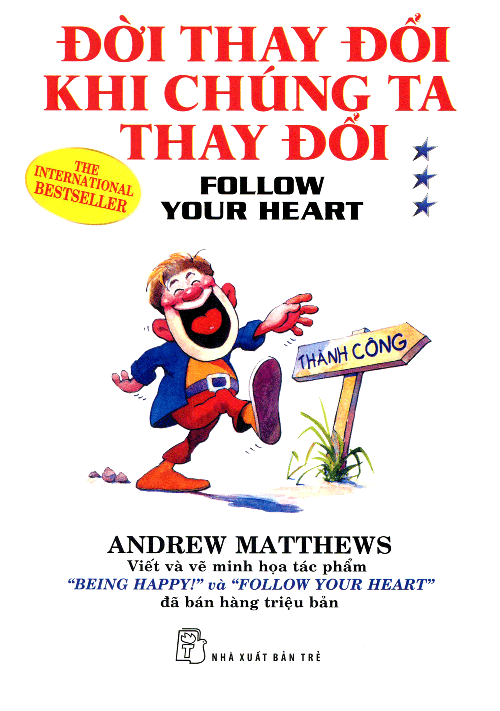 ĐỜI THAY ĐỔI
KHI CHÚNG TA
THAY ĐỔI
THE
INTERNATIONAL
BESTSELLER
FOLLOW
YOUR HEART
THÀNH CÔNG
ANDREW MATTHEWS
Viết và vẽ minh họa tác phẩm
“BEING HAPPY!” và “FOLLOW YOUR HEART”
đã bán hàng triệu bản
NHÀ XUẤT BẢN TRẺ